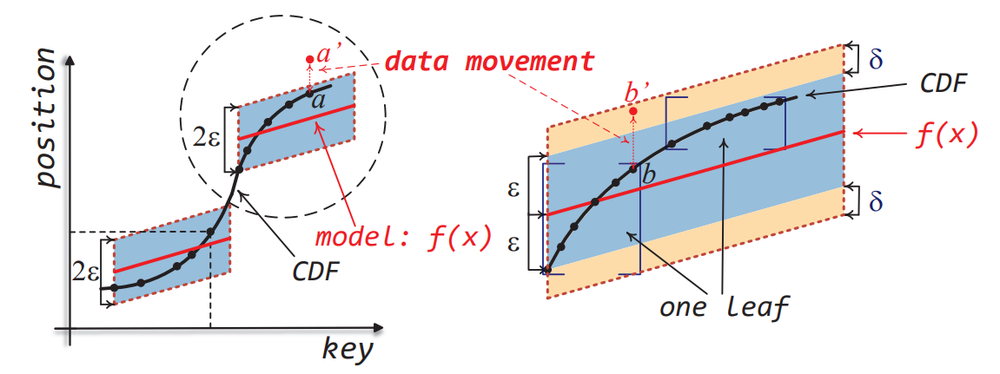 position
a'
data movement
a
2ε
model: f(x)
CDF
2ε
key
δ
CDF
b'
f(x)
b
ε
δ
ε
one leaf